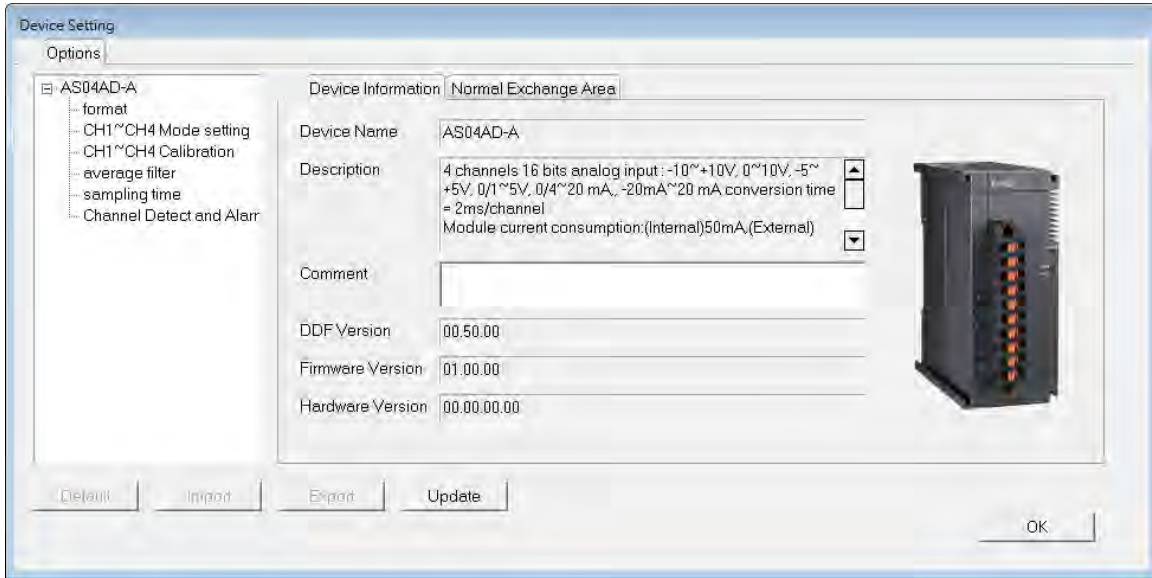 Device Setting
Options
AS04AD-A
format
CH1~CH4 Mode setting
CH1~CH4 Calibration
average filter
sampling time
Channel Detect and Alarr
Device Information
Normal Exchange Area
Device Name
AS04AD-A
Description
4 channels 16 bits analog input : -10~+10V, 0~10V, -5~
+5V, 0/1~5V, 0/4~20 mA,, -20mA~20 mA conversion time
= 2ms/channel
Module current consumption:(Internal)50mA,(External)
Comment
DDF Version
00.50.00
Firmware Version
01.00.00
Hardware Version
00.00.00.00
Default
Import
Export
Update
OK